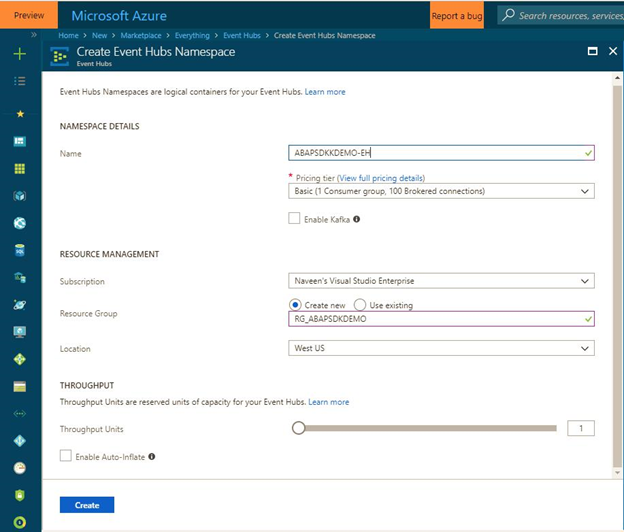 Preview
Microsoft Azure
Report a bug
Search resources, services,
Home > New > Marketplace > Everything > Event Hubs > Create Event Hubs Namespace
Create Event Hubs Namespace
Event Hubs
Event Hubs Namespaces are logical containers for your Event Hubs. Learn more
NAMESPACE DETAILS
Name
ABAPSDKKDEMO-EH
* Pricing tier (View full pricing details)
Basic (1 Consumer group, 100 Brokered connections)
Enable Kafka
RESOURCE MANAGEMENT
Subscription
Naveen's Visual Studio Enterprise
Resource Group
Create new Use existing
RG_ABAPSDKDEMO
Location
West US
THROUGHPUT
Throughput Units are reserved units of capacity for your Event Hubs. Learn more
Throughput Units
1
Enable Auto-Inflate
Create